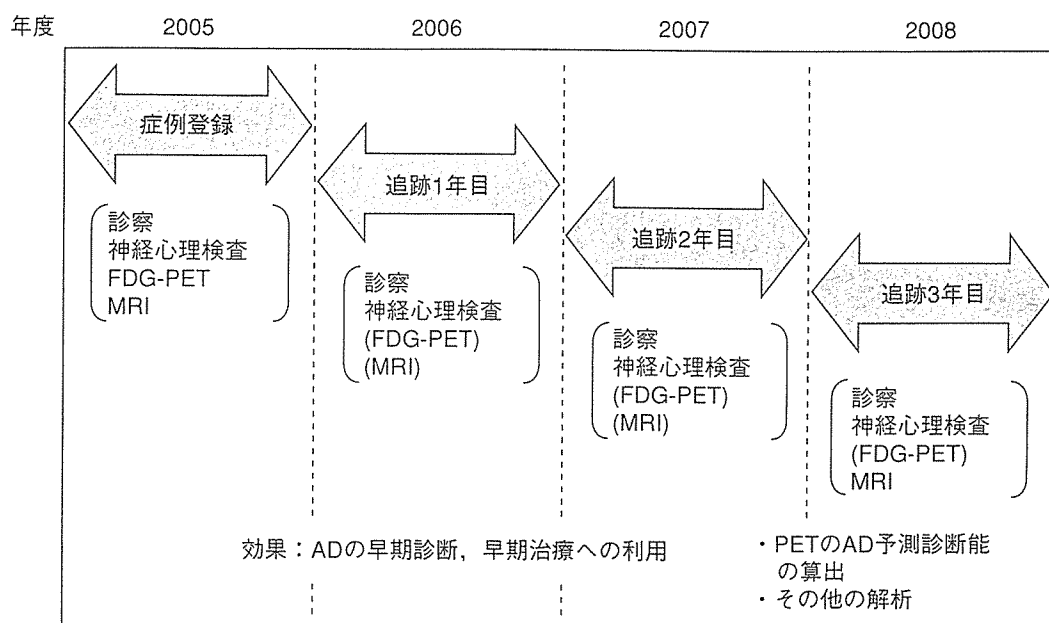 年度 2005 2006 2007 2008
症例登録
診察
神経心理検査
FDG-PET
MRI
追跡1年目
診察
神経心理検査
(FDG-PET)
(MRI)
追跡2年目
診察
神経心理検査
(FDG-PET)
(MRI)
追跡3年目
診察
神経心理検査
(FDG-PET)
MRI
効果：ADの早期診断，早期治療への利用
・PETのAD予測診断能
の算出
・その他の解析